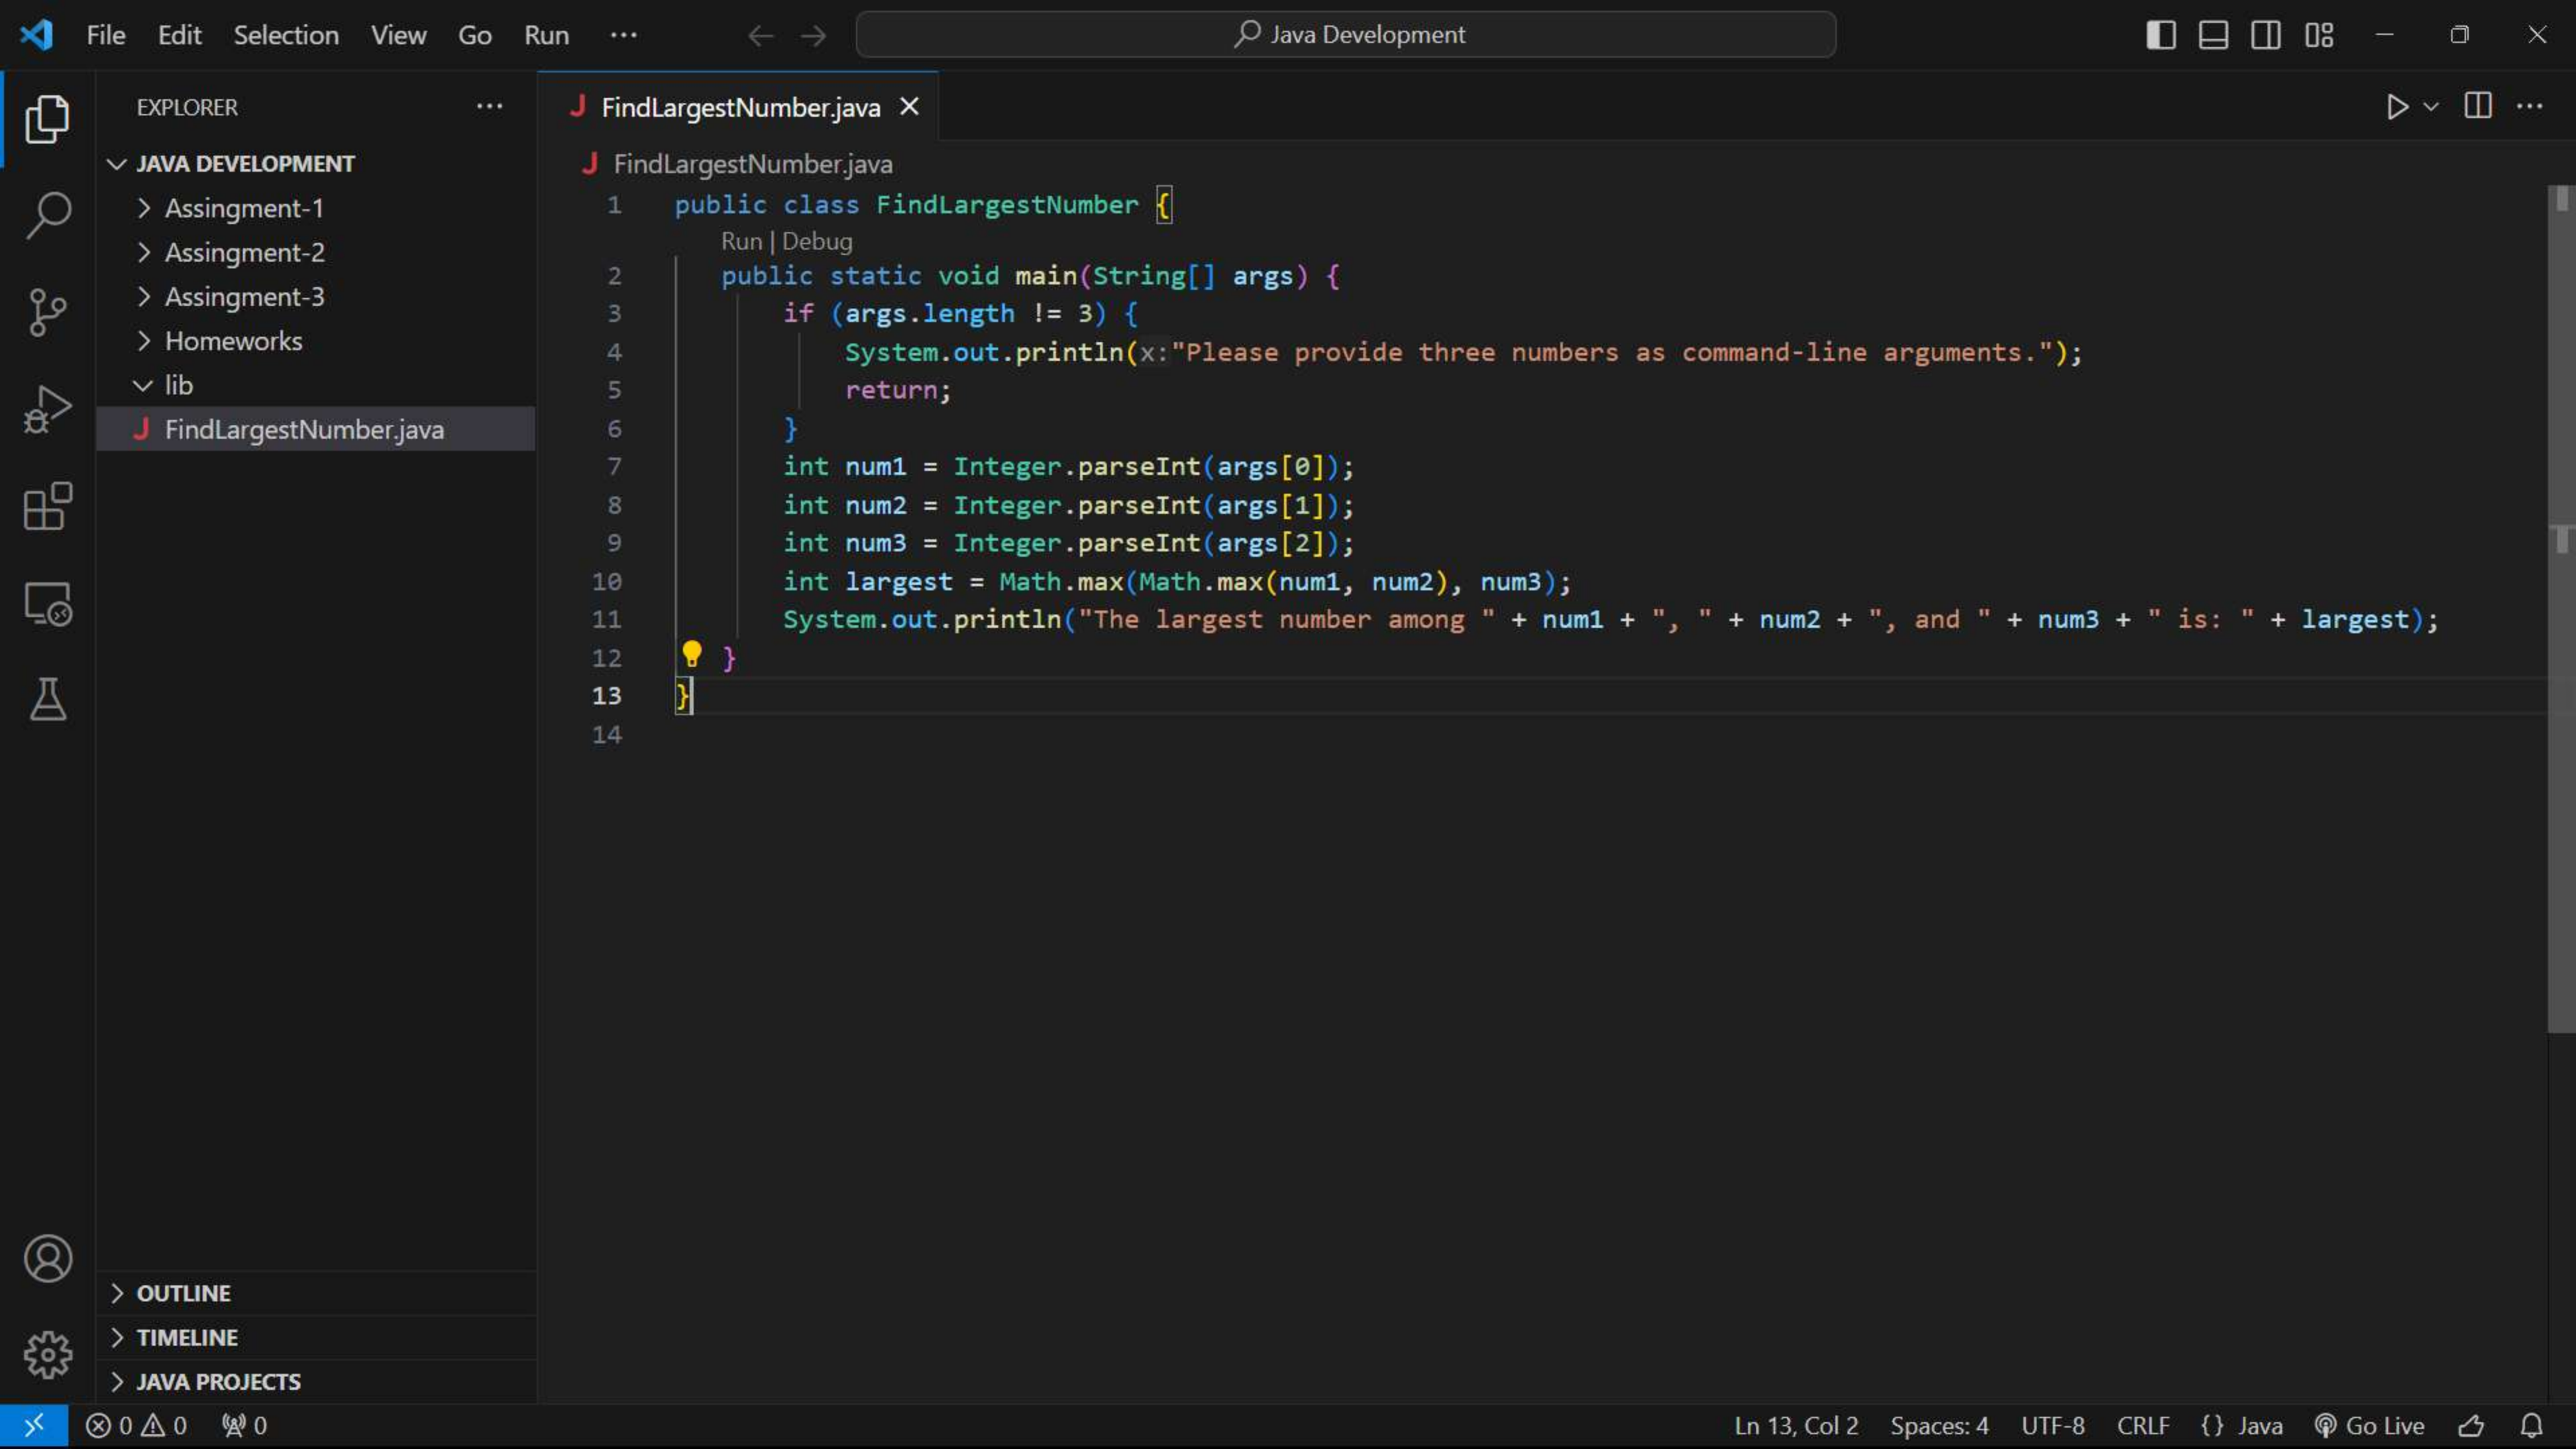 File Edit Selection View Go Run ···
Java Development
EXPLORER
JAVA DEVELOPMENT
Assingment-1
Assingment-2
Assingment-3
Homeworks
lib
J FindLargestNumber.java
OUTLINE
TIMELINE
JAVA PROJECTS
J FindLargestNumber.java
J FindLargestNumber.java
1 public class FindLargestNumber {
Run | Debug
2 public static void main(String[] args) {
3 if (args.length != 3) {
4 System.out.println(x:"Please provide three numbers as command-line arguments.");
5 return;
6 }
7 int num1 = Integer.parseInt(args[0]);
8 int num2 = Integer.parseInt(args[1]);
9 int num3 = Integer.parseInt(args[2]);
10 int largest = Math.max(Math.max(num1, num2), num3);
11 System.out.println("The largest number among " + num1 + ", " + num2 + ", and " + num3 + " is: " + largest);
12 }
13 }
14
0 0 0 Ln 13, Col 2 Spaces: 4 UTF-8 CRLF {} Java Go Live